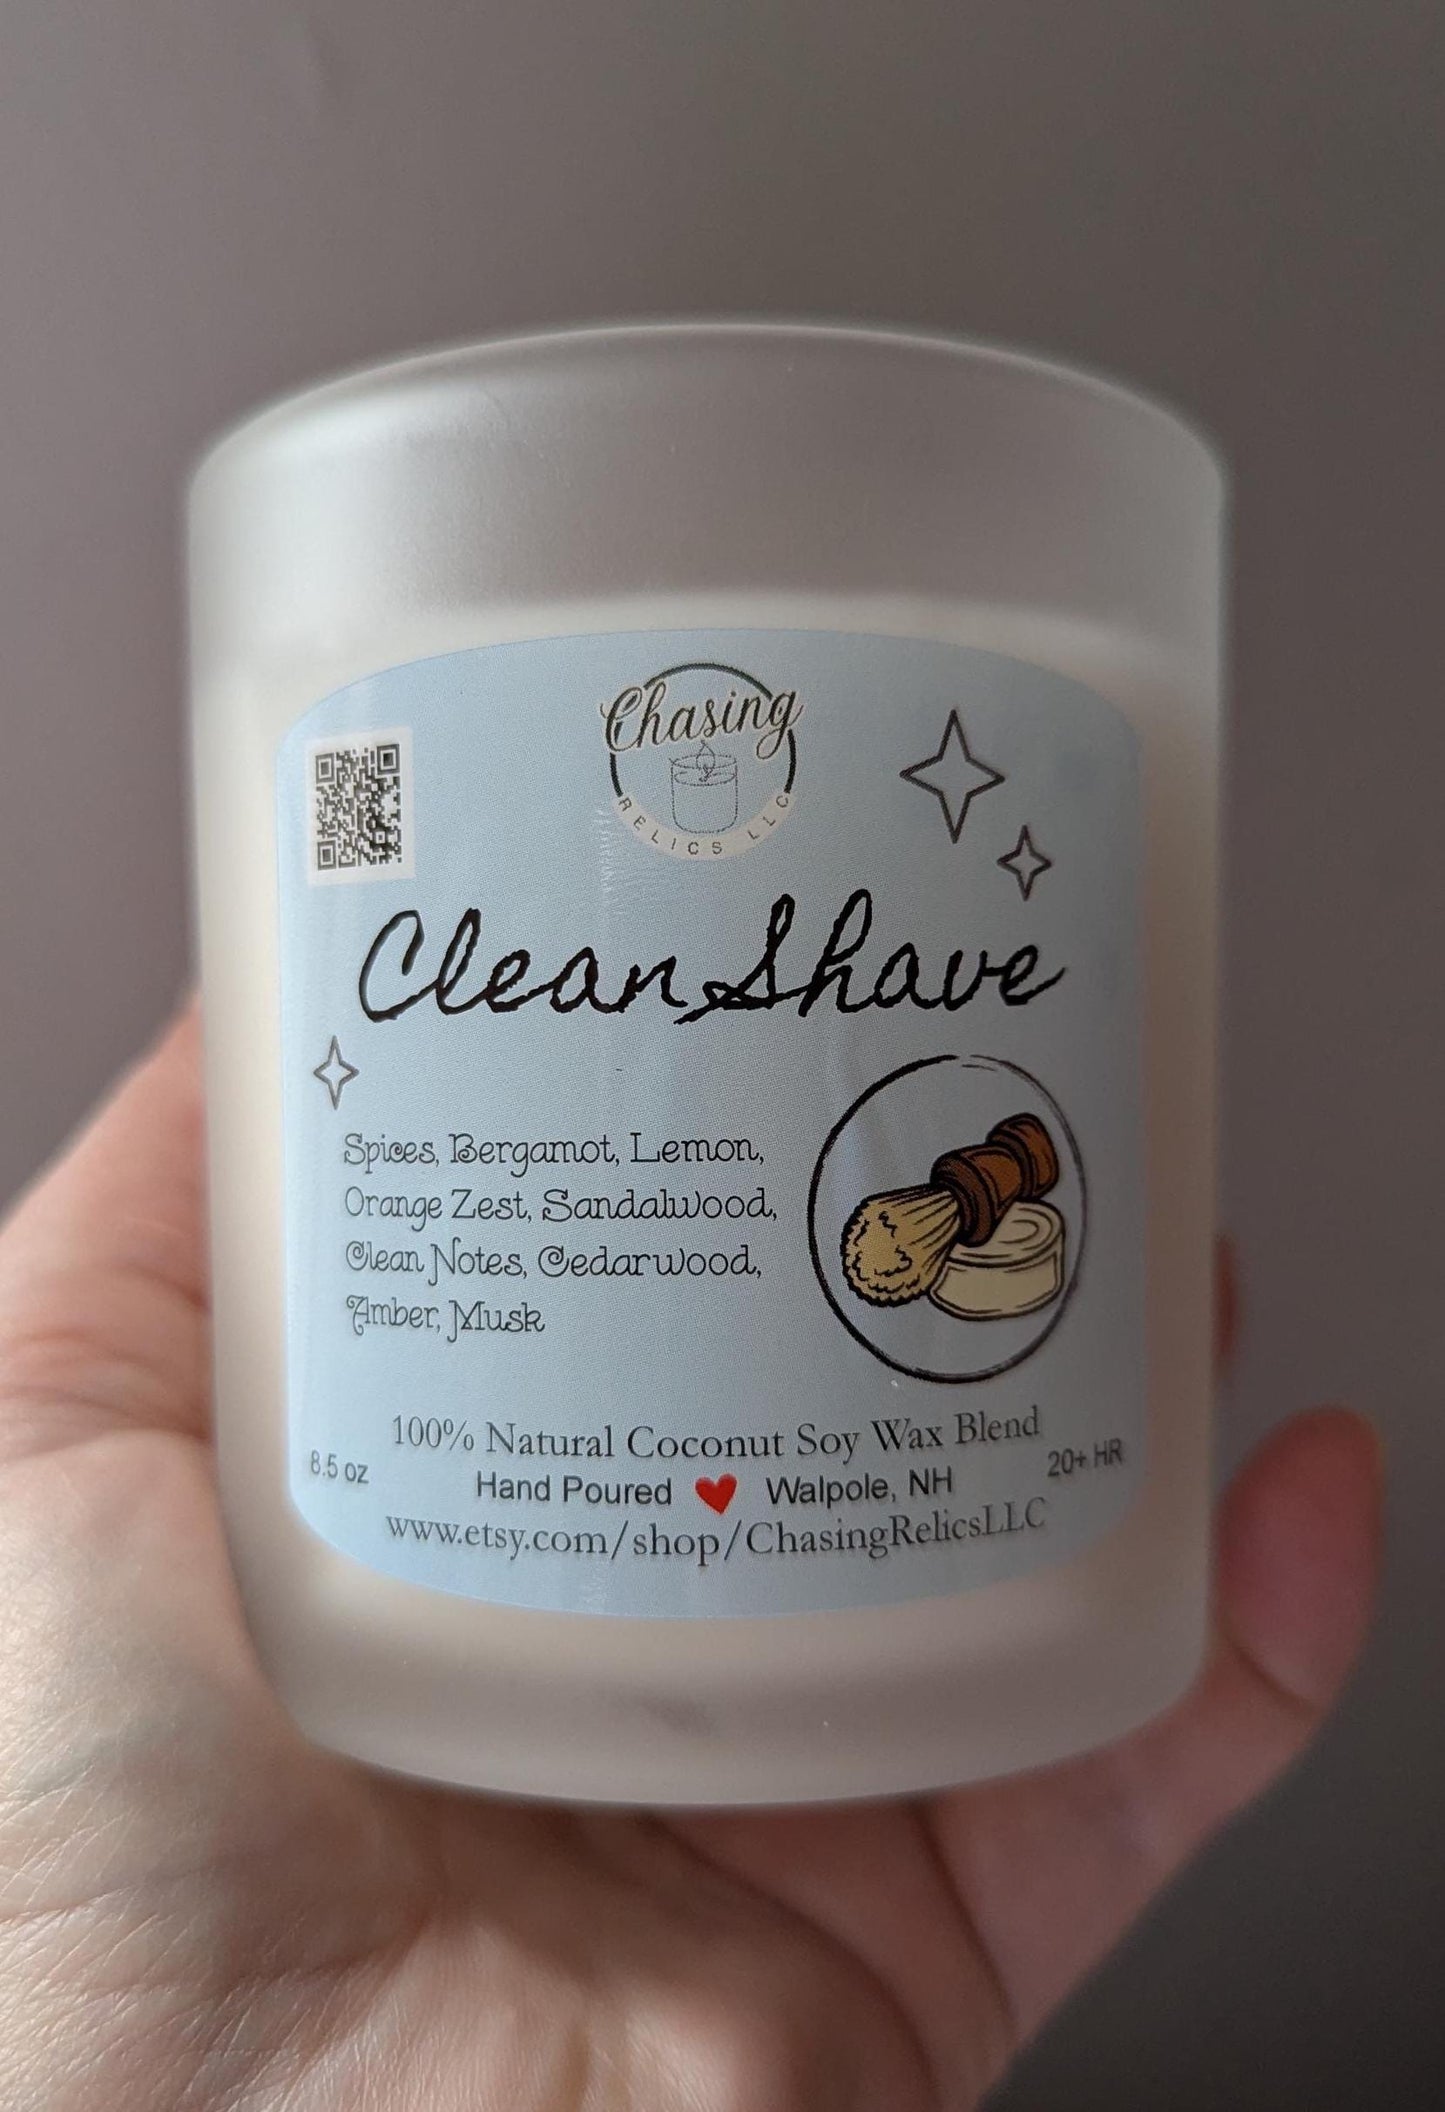 Chasing
RELICS LLC
Clean Shave
Spices, Bergamot, Lemon,
Orange Zest, Sandalwood,
Clean Notes, Cedarwood,
Amber, Musk
100% Natural Coconut Soy Wax Blend
8.5 oz
Hand Poured ❤️ Walpole, NH
20+ HR
www.etsy.com/shop/ChasingRelicsLLC